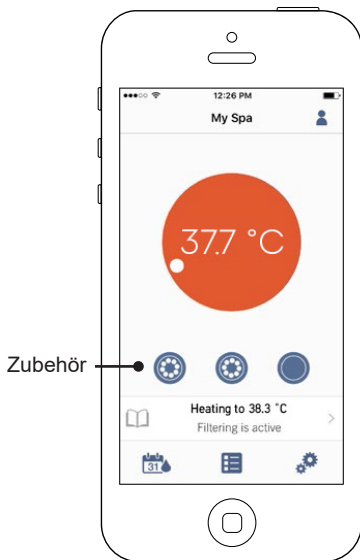 12:26 PM
My Spa
37.7 °C
Zubehör
Heating to 38.3 °C
Filtering is active
31